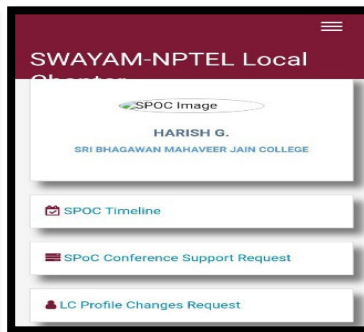 SWAYAM-NPTEL Local
Chapter
SPOC Image
HARISH G.
SRI BHAGAWAN MAHAVEER JAIN COLLEGE
SPOC Timeline
SPoC Conference Support Request
LC Profile Changes Request